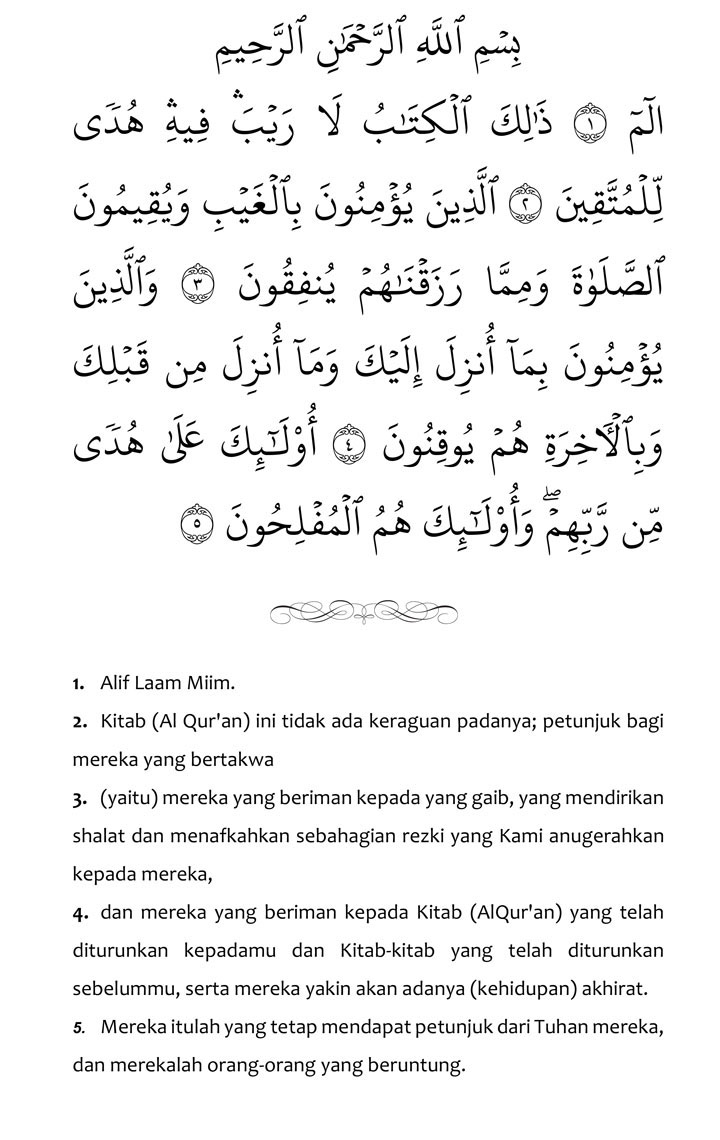 بِسْمِ ٱللَّهِ ٱلرَّحْمَٰنِ ٱلرَّحِيمِ
الٓمٓ ١ ذَٰلِكَ ٱلْكِتَٰبُ لَا رَيْبَ ۛ فِيهِ ۛ هُدًى
لِّلْمُتَّقِينَ ٢ ٱلَّذِينَ يُؤْمِنُونَ بِٱلْغَيْبِ وَيُقِيمُونَ
ٱلصَّلَوٰةَ وَمِمَّا رَزَقْنَٰهُمْ يُنفِقُونَ ٣ وَٱلَّذِينَ
يُؤْمِنُونَ بِمَآ أُنزِلَ إِلَيْكَ وَمَآ أُنزِلَ مِن قَبْلِكَ
وَبِٱلْءَاخِرَةِ هُمْ يُوقِنُونَ ٤ أُو۟لَٰٓئِكَ عَلَىٰ هُدًى
مِّن رَّبِّهِمْ ۖ وَأُو۟لَٰٓئِكَ هُمُ ٱلْمُفْلِحُونَ ٥
1. Alif Laam Miim.
2. Kitab (Al Qur'an) ini tidak ada keraguan padanya; petunjuk bagi
mereka yang bertakwa
3. (yaitu) mereka yang beriman kepada yang gaib, yang mendirikan
shalat dan menafkahkan sebahagian rezki yang Kami anugerahkan
kepada mereka,
4. dan mereka yang beriman kepada Kitab (AlQur'an) yang telah
diturunkan kepadamu dan Kitab-kitab yang telah diturunkan
sebelummu, serta mereka yakin akan adanya (kehidupan) akhirat.
5. Mereka itulah yang tetap mendapat petunjuk dari Tuhan mereka,
dan merekalah orang-orang yang beruntung.